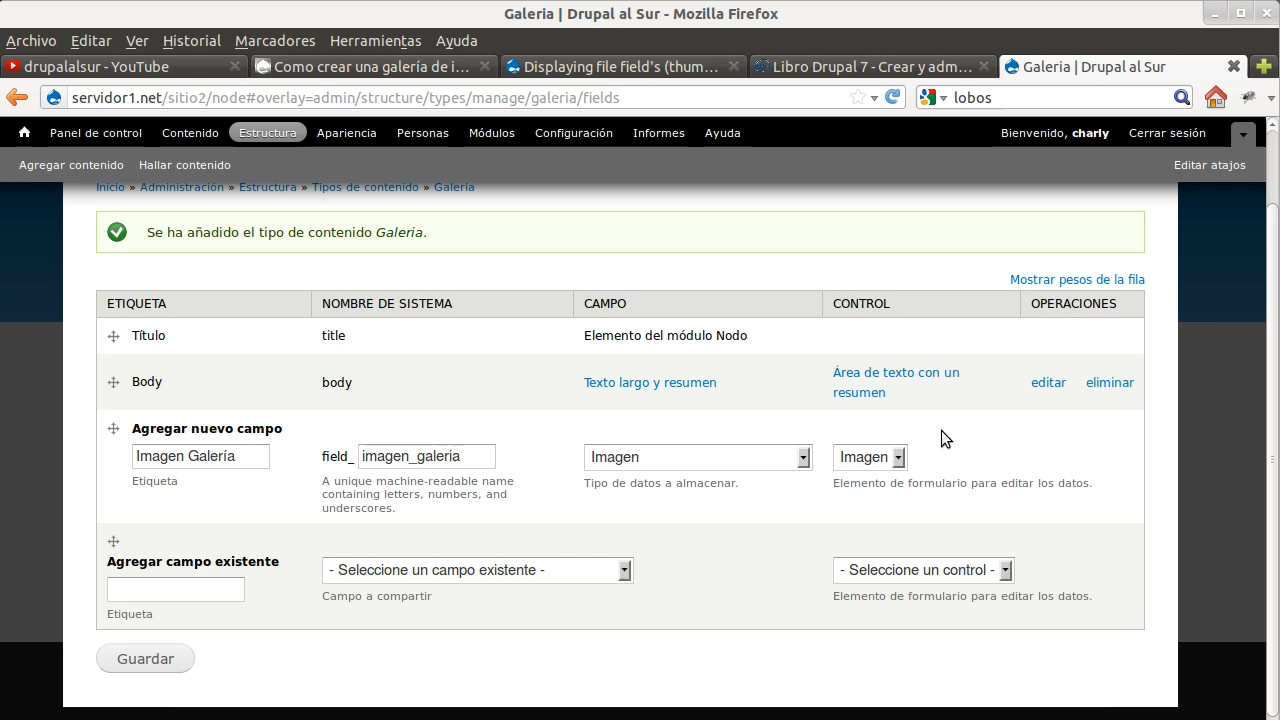 Galeria | Drupal al Sur - Mozilla Firefox
Archivo Editar Ver Historial Marcadores Herramientas Ayuda
drupalalsur - YouTube
Como crear una galería de i...
Displaying file field's (thum...
Libro Drupal 7 - Crear y adm...
Galeria | Drupal al Sur
servidor1.net/sitio2/node#overlay=admin/structure/types/manage/galeria/fields
lobos
Panel de control Contenido Estructura Apariencia Personas Módulos Configuración Informes Ayuda
Bienvenido, charly Cerrar sesión
Agregar contenido Hallar contenido Editar atajos
Inicio » Administración » Estructura » Tipos de contenido » Galeria
Se ha añadido el tipo de contenido Galeria.
Mostrar pesos de la fila
ETIQUETA NOMBRE DE SISTEMA CAMPO CONTROL OPERACIONES
Título title Elemento del módulo Nodo
Body body Texto largo y resumen Área de texto con un
resumen
editar eliminar
Agregar nuevo campo
Imagen Galería field_ imagen_galeria Imagen Imagen
Etiqueta
A unique machine-readable name
containing letters, numbers, and
underscores.
Tipo de datos a almacenar.
Elemento de formulario para editar los datos.
Agregar campo existente
- Seleccione un campo existente - - Seleccione un control -
Campo a compartir
Elemento de formulario para editar los datos.
Etiqueta
Guardar